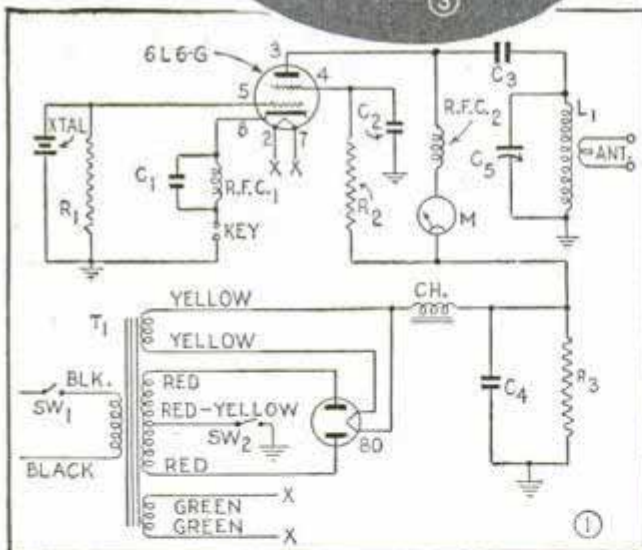 ③
6L6-G
3
4
5
8
2
7
XTAL
R1
C1
R.F.C.1
KEY
X X
C2
R2
R.F.C.2
M
C3
C5
L1
ANT.
T1
YELLOW
YELLOW
CH.
BLK.
SW1
RED
RED-YELLOW
SW2
80
C4
R3
BLACK
RED
GREEN X
GREEN X
①